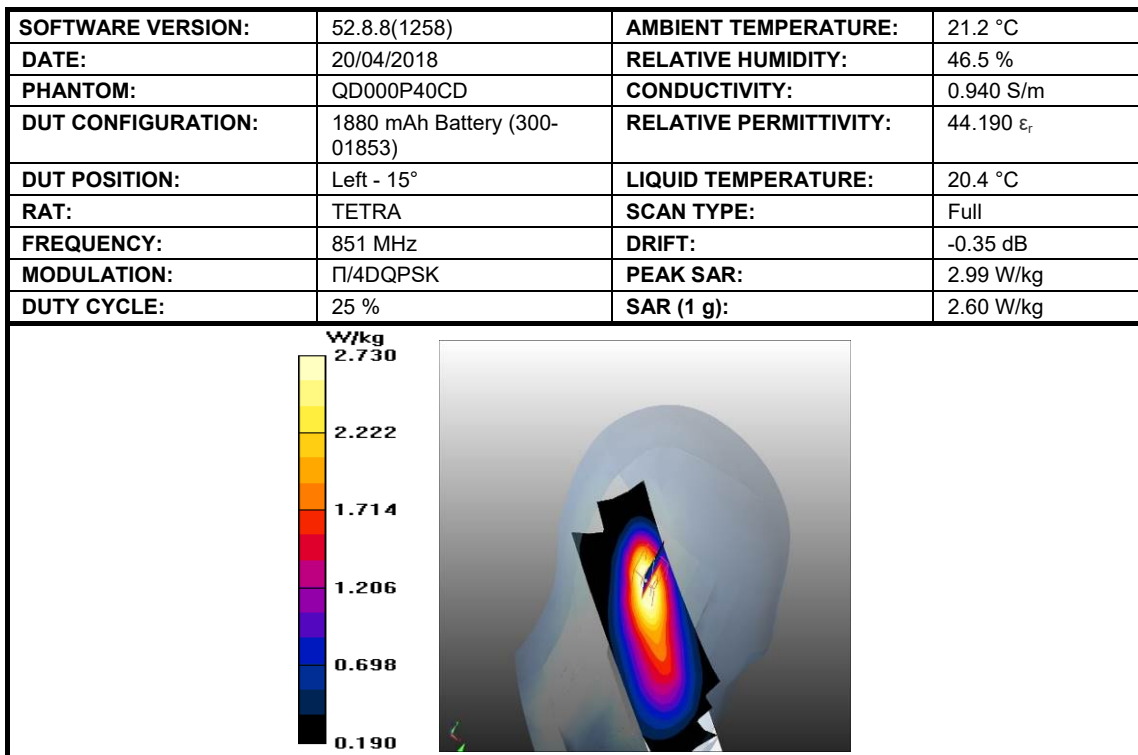 SOFTWARE VERSION: 52.8.8(1258) AMBIENT TEMPERATURE: 21.2 °C
DATE: 20/04/2018 RELATIVE HUMIDITY: 46.5 %
PHANTOM: QD000P40CD CONDUCTIVITY: 0.940 S/m
DUT CONFIGURATION: 1880 mAh Battery (300-
01853) RELATIVE PERMITTIVITY: 44.190 εr
DUT POSITION: Left - 15° LIQUID TEMPERATURE: 20.4 °C
RAT: TETRA SCAN TYPE: Full
FREQUENCY: 851 MHz DRIFT: -0.35 dB
MODULATION: Π/4DQPSK PEAK SAR: 2.99 W/kg
DUTY CYCLE: 25 % SAR (1 g): 2.60 W/kg
W/kg
2.730
2.222
1.714
1.206
0.698
0.190